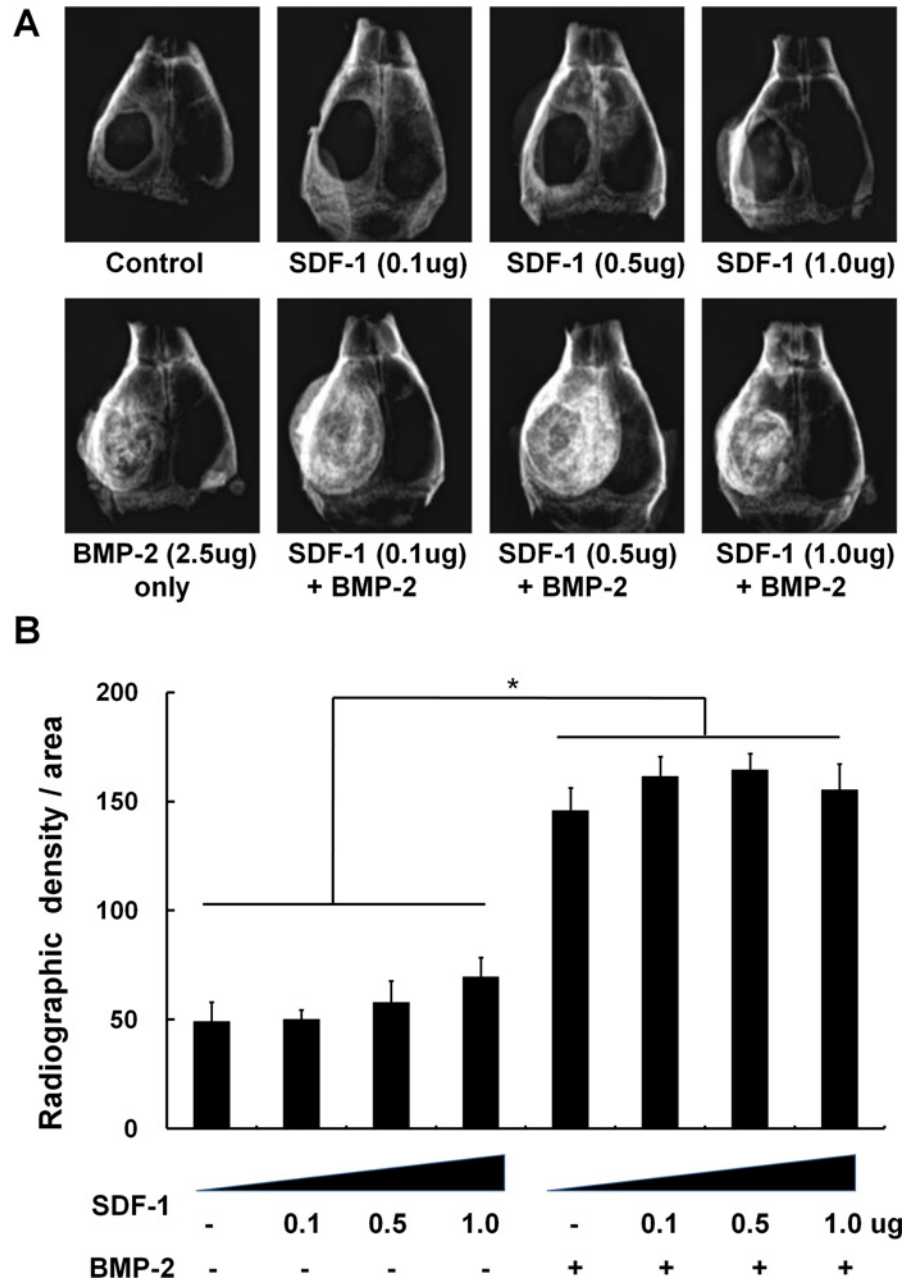 A
Control
SDF-1 (0.1ug)
SDF-1 (0.5ug)
SDF-1 (1.0ug)
BMP-2 (2.5ug)
only
SDF-1 (0.1ug)
+ BMP-2
SDF-1 (0.5ug)
+ BMP-2
SDF-1 (1.0ug)
+ BMP-2
B
Radiographic density / area
200
150
100
50
0
*
SDF-1
- 0.1 0.5 1.0 - 0.1 0.5 1.0 ug
BMP-2 - - - - + + + +